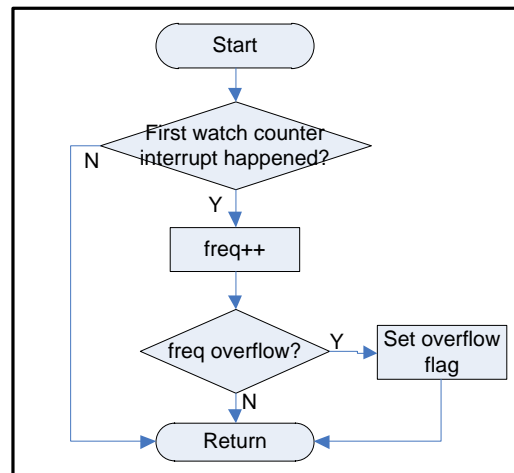 Start
First watch counter
interrupt happened?
N
Y
freq++
freq overflow?
Y
Set overflow
flag
N
Return